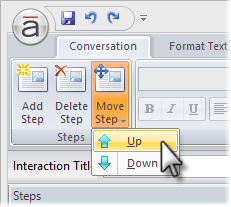 Conversation Format Text
Add Step
Delete Step
Move Step
B I U
Steps
Up
Down
Interaction Titl
Steps